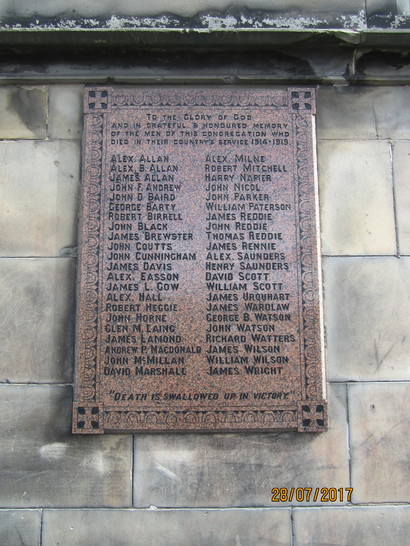 TO THE GLORY OF GOD
AND IN GRATEFUL & HONOURED MEMORY
OF THE MEN OF THIS CONGREGATION WHO
DIED IN THEIR COUNTRY'S SERVICE 1914-1919
ALEX. ALLAN
ALEX. B. ALLAN
JAMES ALLAN
JOHN F. ANDREW
JOHN D. BAIRD
GEORGE BAREY
ROBERT BIRRELL
JOHN BLACK
JAMES BREWSTER
JOHN COUTTS
JOHN CUNNINGHAM
JAMES DAVIS
ALEX. EASSON
JAMES L. GOW
ALEX. HALL
ROBERT HEGGIE
JOHN HORNE
GLEN M. LAING
JAMES LAMOND
ANDREW P. MACDONALD
JOHN MCMILLAN
DAVID MARSHALL
ALEX. MILNE
ROBERT MITCHELL
HARRY NAPIER
JOHN NICOL
JOHN PARKER
WILLIAM PATERSON
JAMES REDDIE
JOHN REDDIE
THOMAS REDDIE
JAMES RENNIE
ALEX. SAUNDERS
HENRY SAUNDERS
DAVID SCOTT
WILLIAM SCOTT
JAMES URQUHART
JAMES WARDLAW
GEORGE B. WATSON
JOHN WATSON
RICHARD WATTERS
JAMES WILSON
WILLIAM WILSON
JAMES WRIGHT
"DEATH IS SWALLOWED UP IN VICTORY."
28/07/2017